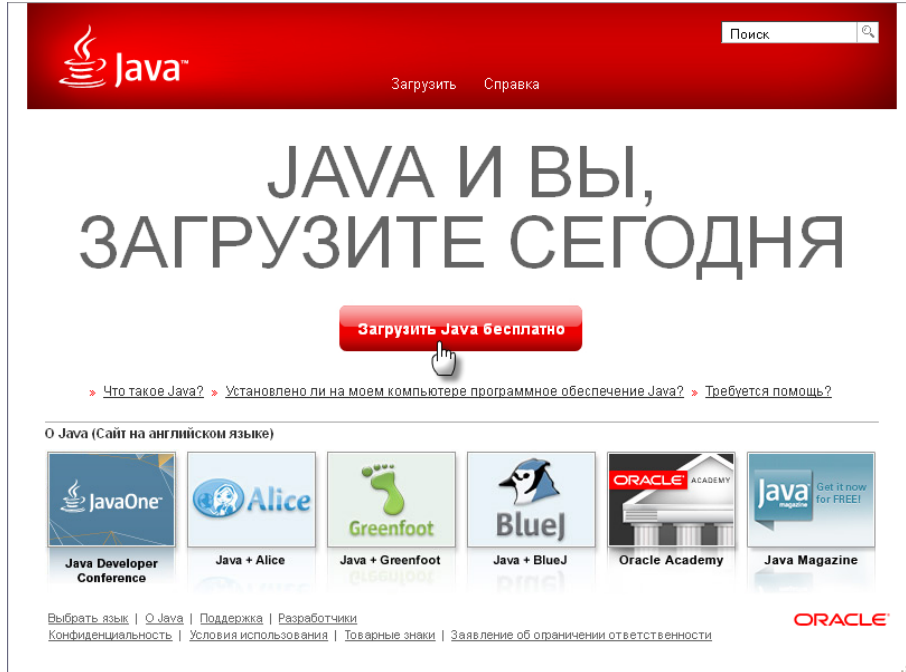 Java™
Поиск
Загрузить Справка
JAVA И ВЫ,
ЗАГРУЗИТЕ СЕГОДНЯ
Загрузить Java бесплатно
» Что такое Java? » Установлено ли на моем компьютере программное обеспечение Java? » Требуется помощь?
О Java (Сайт на английском языке)
JavaOne™
Alice
Greenfoot
BlueJ
ORACLE® ACADEMY
Java magazine
Get it now
for FREE!
Java Developer
Conference
Java + Alice
Java + Greenfoot
Java + BlueJ
Oracle Academy
Java Magazine
Выбрать язык | О Java | Поддержка | Разработчики
Конфиденциальность | Условия использования | Товарные знаки | Заявление об ограничении ответственности
ORACLE®